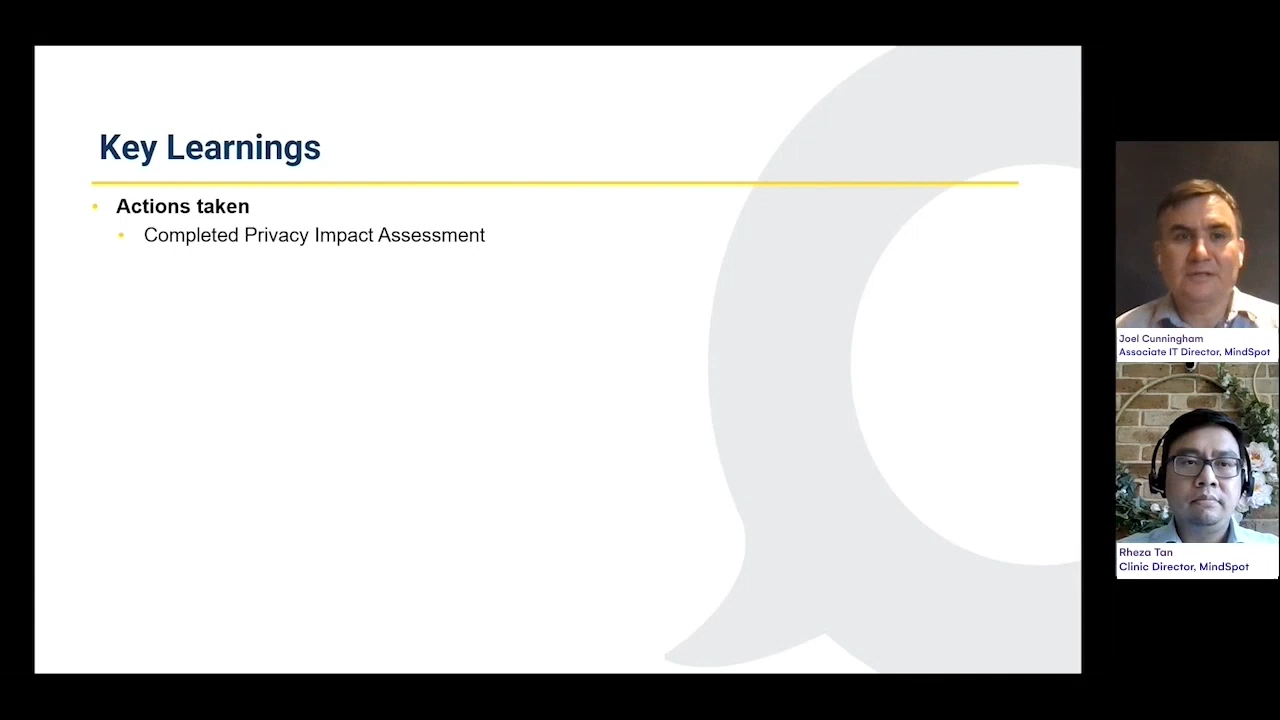 Key Learnings
Actions taken
Completed Privacy Impact Assessment
Joel Cunningham
Associate IT Director, MindSpot
Rheza Tan
Clinic Director, MindSpot